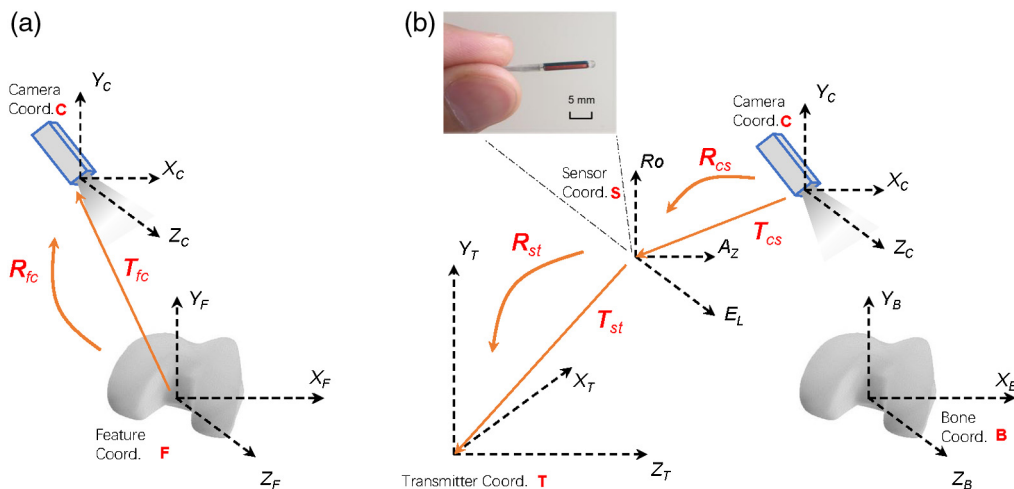 (a)
Camera
Coord. C
Y_C
X_C
Z_C
R_fc
T_fc
Y_F
X_F
Z_F
Feature
Coord. F
(b)
5 mm
Sensor
Coord. S
Ro
A_Z
E_L
Camera
Coord. C
Y_C
X_C
Z_C
R_cs
T_cs
R_st
T_st
Y_T
X_T
Z_T
Transmitter Coord. T
Y_B
X_B
Z_B
Bone
Coord. B